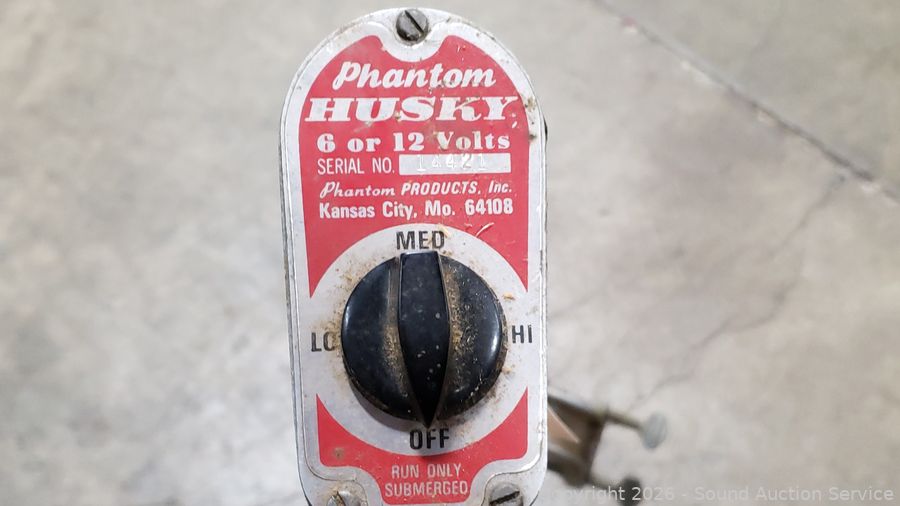 Phantom
HUSKY
6 or 12 Volts
SERIAL NO. 14421
Phantom PRODUCTS, Inc.
Kansas City, Mo. 64108
MED
LO HI
OFF
RUN ONLY
SUBMERGED
Copyright 2026 - Sound Auction Service